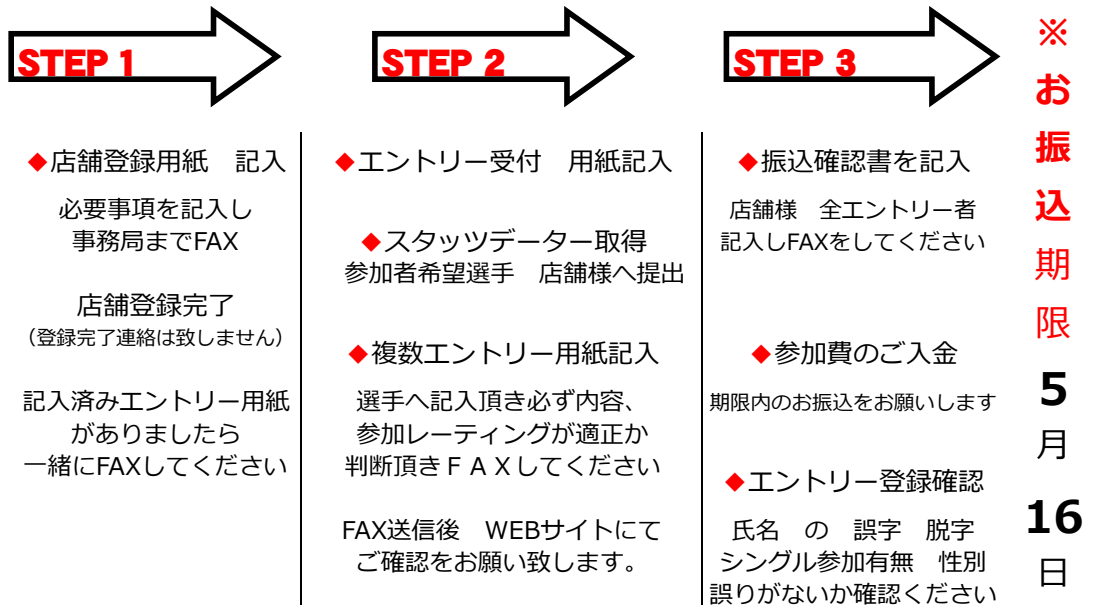 STEP 1
◆店舗登録用紙　記入
必要事項を記入し
事務局までFAX
店舗登録完了
（登録完了連絡は致しません）
記入済みエントリー用紙
がありましたら
一緒にFAXしてください
STEP 2
◆エントリー受付　用紙記入
◆スタッツデーター取得
参加者希望選手　店舗様へ提出
◆複数エントリー用紙記入
選手へ記入頂き必ず内容、
参加レーティングが適正か
判断頂きＦＡＸしてください
FAX送信後　WEBサイトにて
ご確認をお願い致します。
STEP 3
◆振込確認書を記入
店舗様　全エントリー者
記入しFAXをしてください
◆参加費のご入金
期限内のお振込をお願いします
◆エントリー登録確認
氏名　の　誤字　脱字
シングル参加有無　性別
誤りがないか確認ください
※お振込期限5月16日